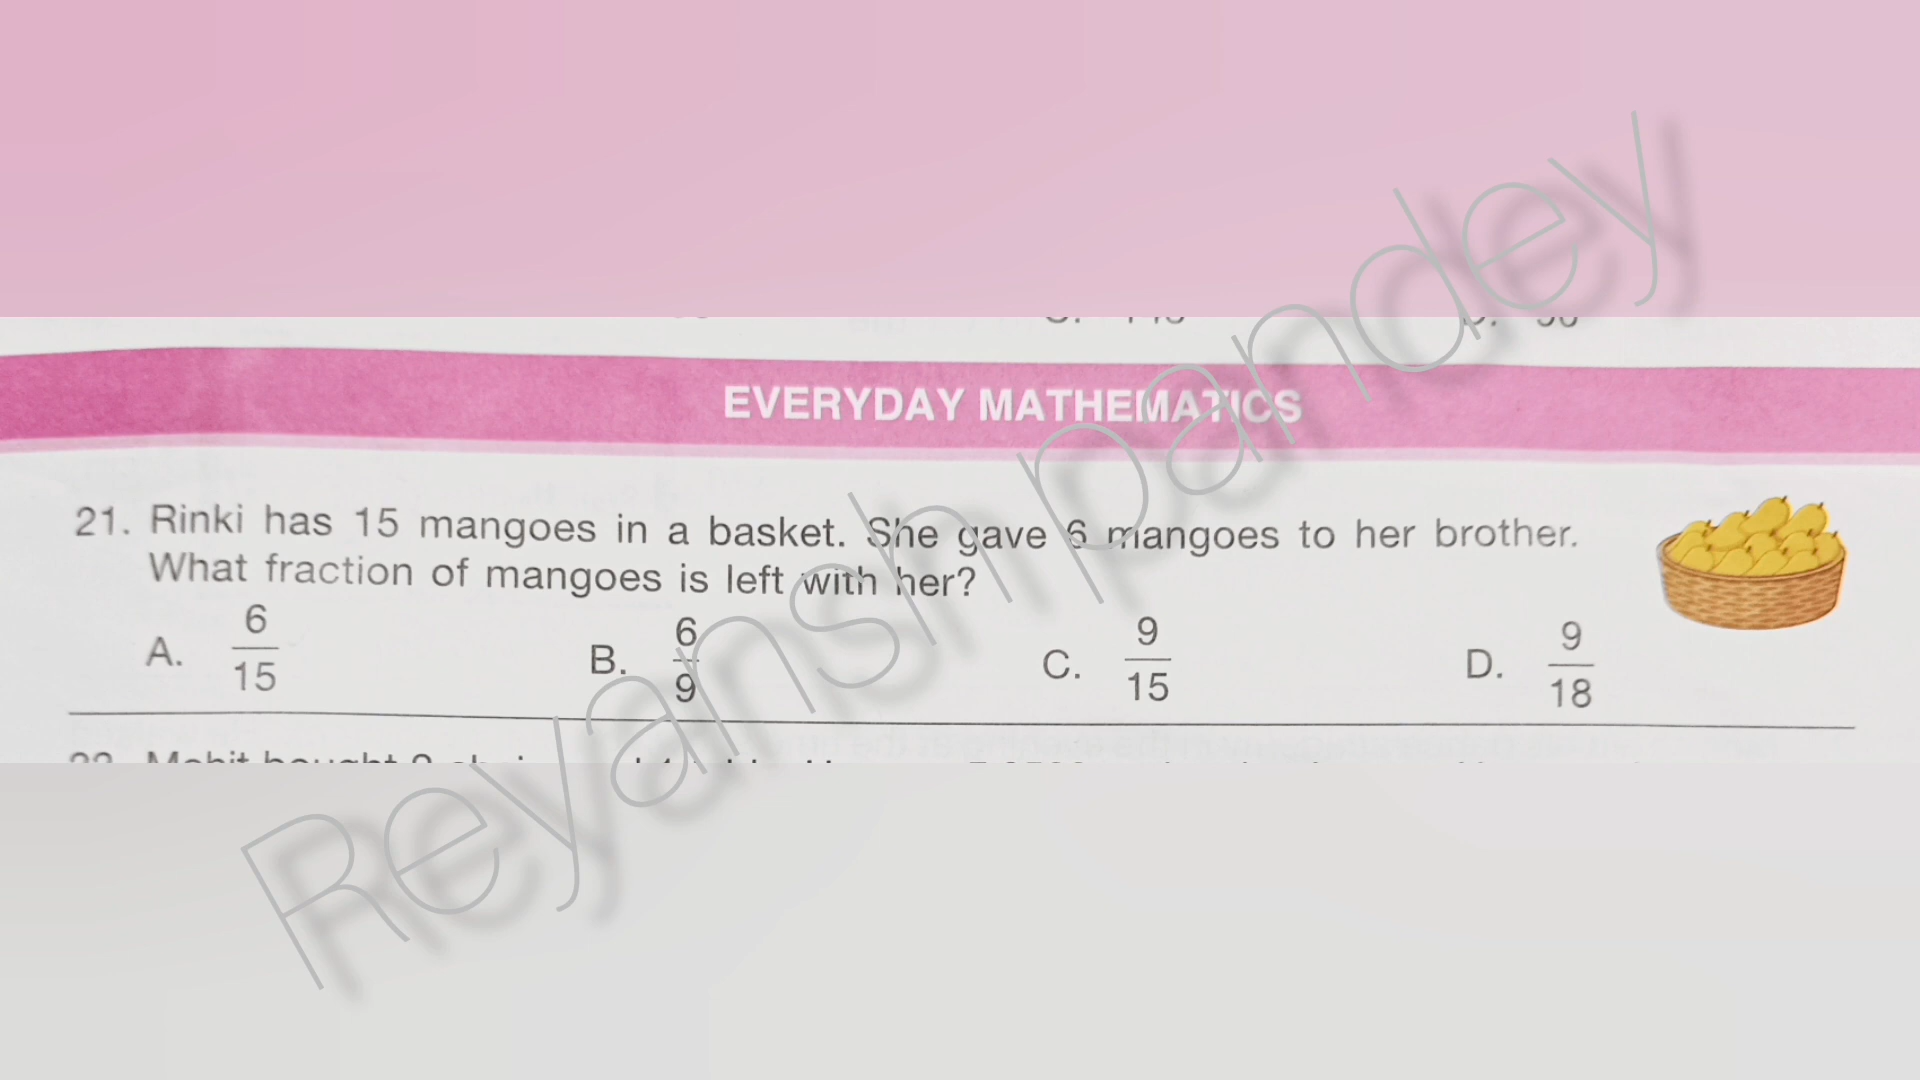 EVERYDAY MATHEMATICS
21. Rinki has 15 mangoes in a basket. She gave 6 mangoes to her brother.
What fraction of mangoes is left with her?
A. 6/15 B. 6/9 C. 9/15 D. 9/18
Reyansh pandey